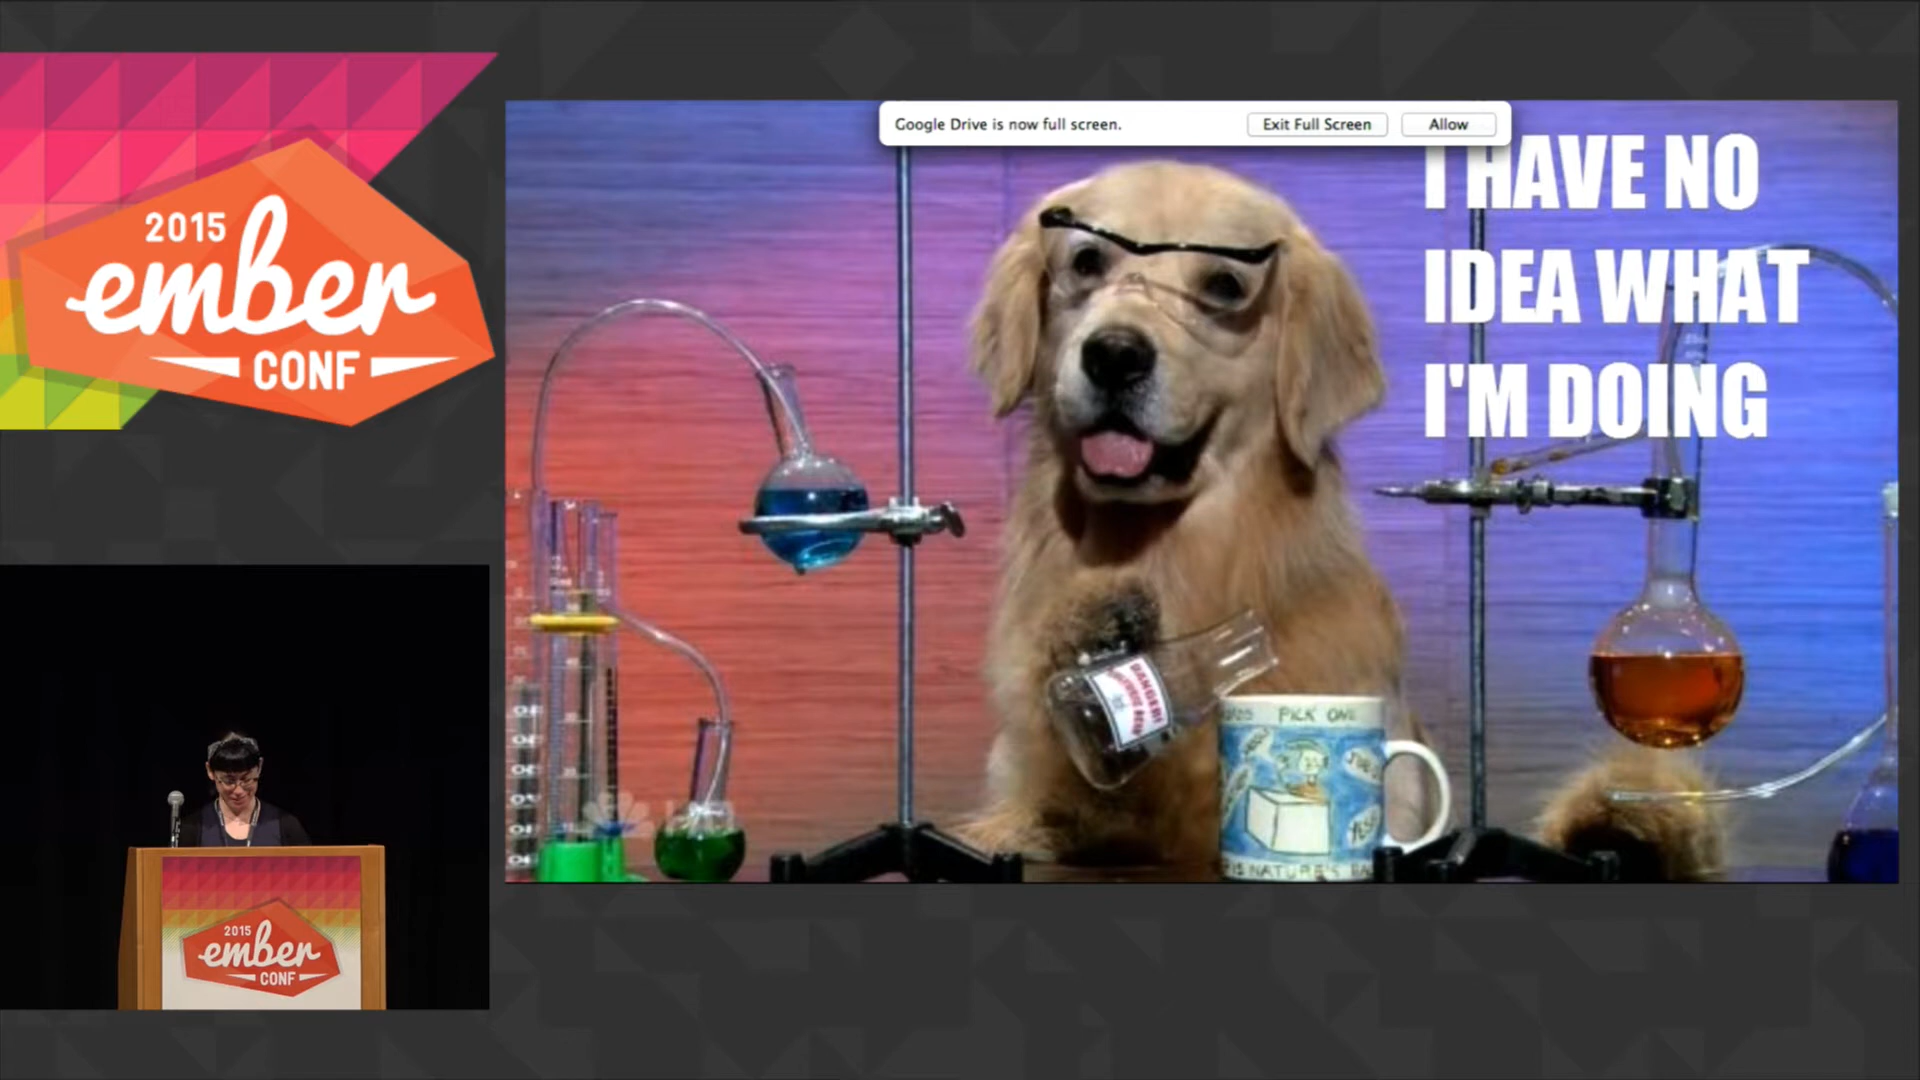 2015
ember
CONF
Google Drive is now full screen.
Exit Full Screen
Allow
I HAVE NO
IDEA WHAT
I'M DOING
DANGER!
PICK ONE
2015
ember
CONF